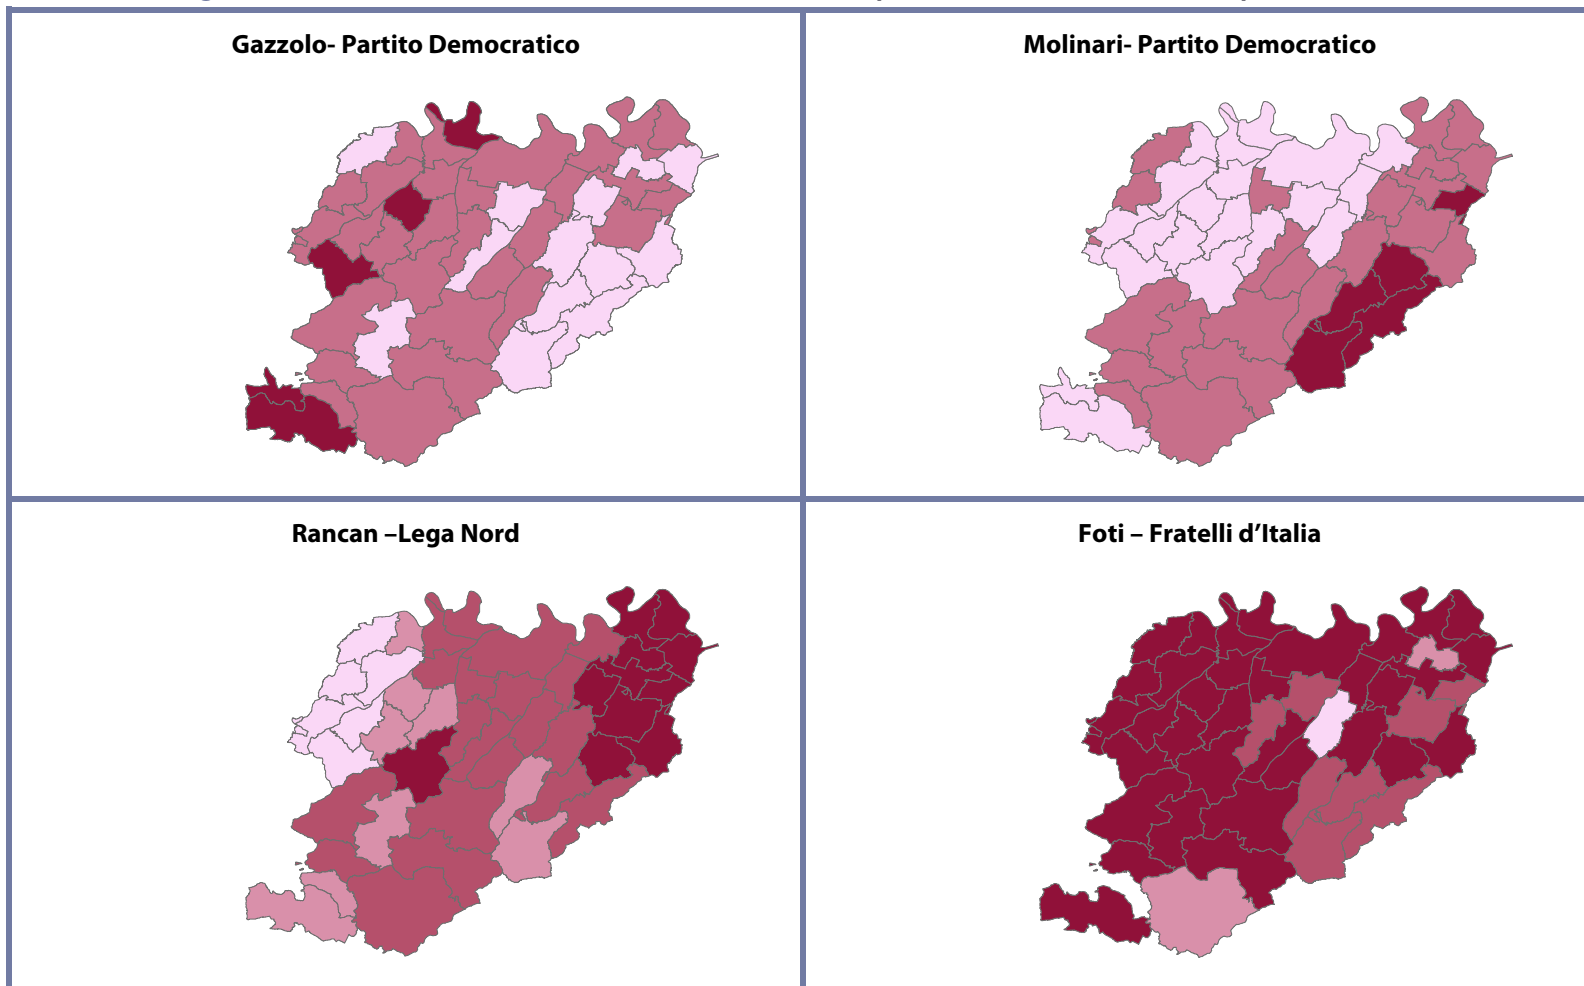 Gazzolo- Partito Democratico
Molinari- Partito Democratico
Rancan –Lega Nord
Foti – Fratelli d’Italia